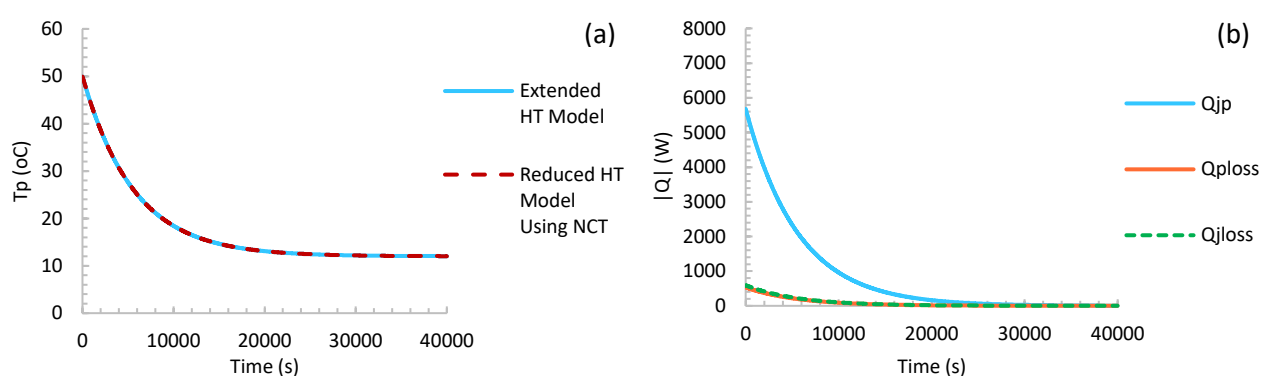 (a)
60
50
40
30
20
10
0
Tp (oC)
0 10000 20000 30000 40000
Time (s)
Extended
HT Model
Reduced HT
Model
Using NCT
(b)
8000
7000
6000
5000
4000
3000
2000
1000
0
|Q| (W)
0 10000 20000 30000 40000
Time (s)
Qjp
Qploss
Qjloss